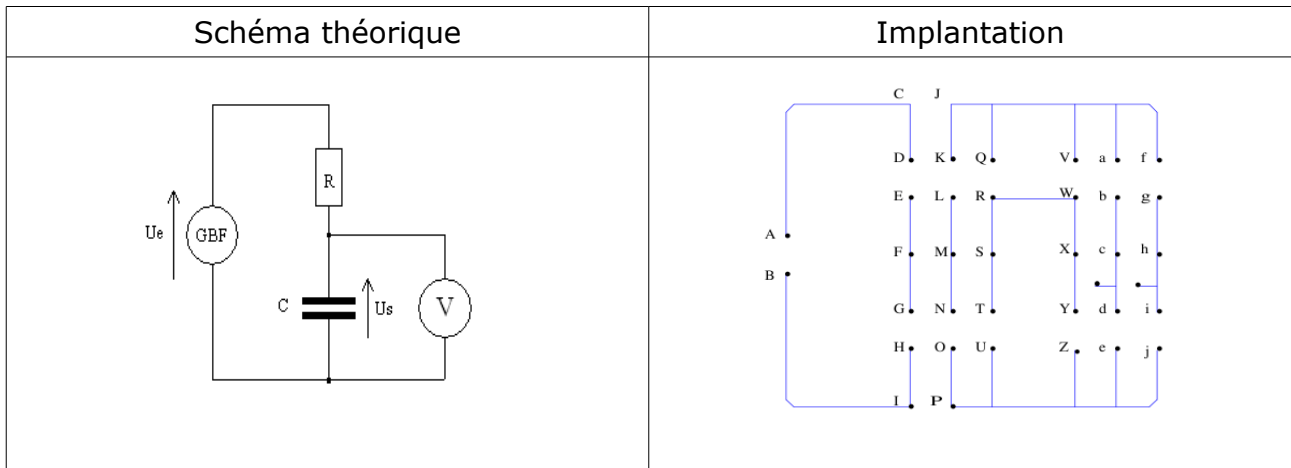 Schéma théorique
Implantation
R
Ue
GBF
C
Us
V
C J
D K Q V a f
E L R W b g
A
F M S X c h
B
G N T Y d i
H O U Z e j
I P